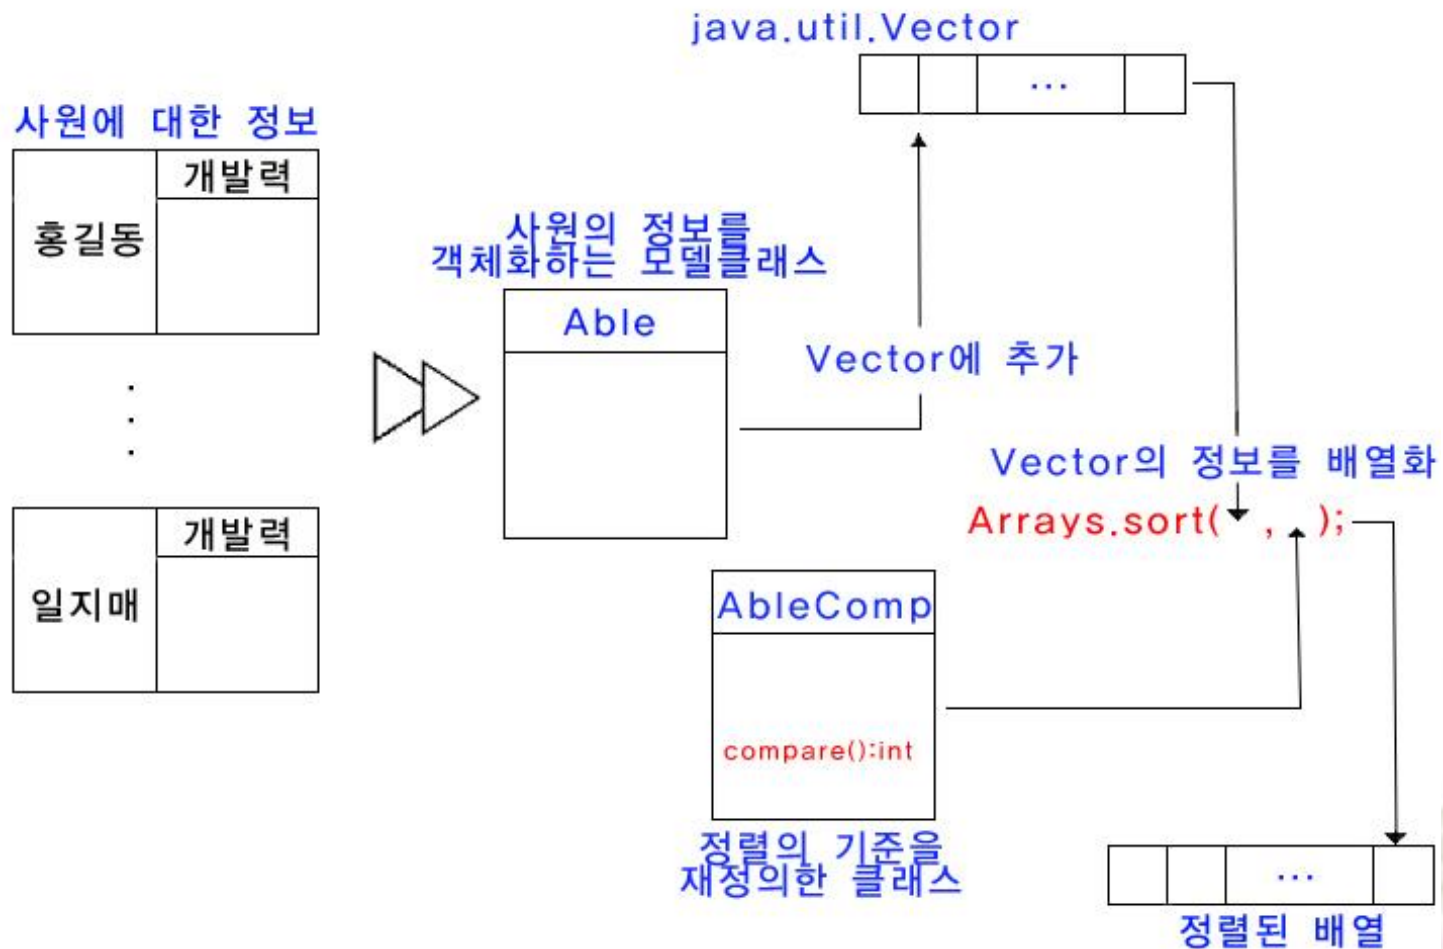 java.util.Vector
...
사원에 대한 정보
개발력
홍길동
사원의 정보를
객체화하는 모델클래스
Able
Vector에 추가
Vector의 정보를 배열화
Arrays.sort( , );
개발력
일지매
AbleComp
compare():int
정렬의 기준을
재정의한 클래스
...
정렬된 배열